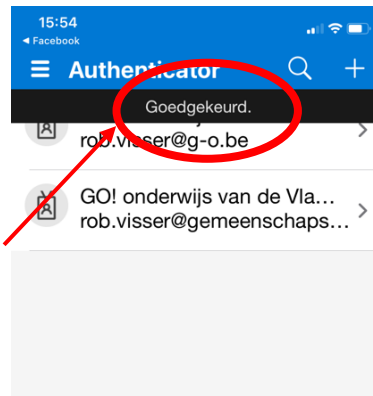 15:54
◀ Facebook
Authenticator
Goedgekeurd.
rob.visser@g-o.be
GO! onderwijs van de Vla...
rob.visser@gemeenschaps...